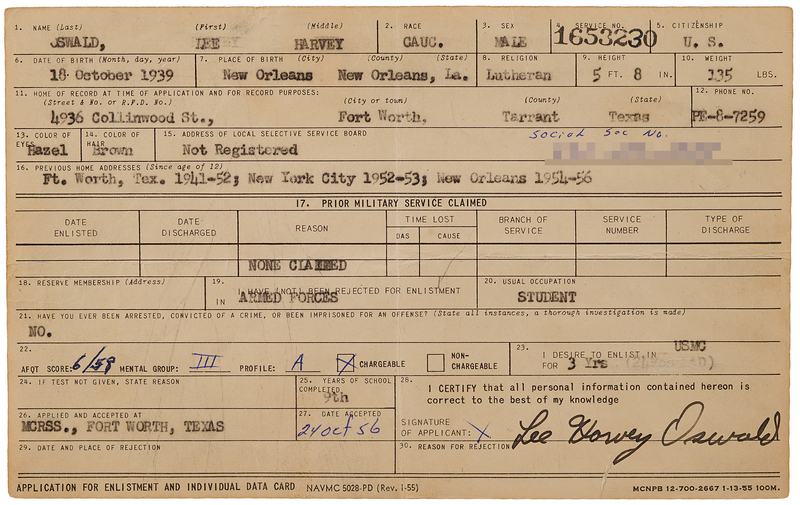 1. NAME (Last) (First) (Middle) 2. RACE 3. SEX 4. SERVICE NO. 5. CITIZENSHIP
OSWALD, LEE HARVEY CAUC. MALE 1653230 U. S.
6. DATE OF BIRTH (Month, day, year) 7. PLACE OF BIRTH (City) (County) (State) 8. RELIGION 9. HEIGHT 10. WEIGHT
18 October 1939 New Orleans New Orleans, La. Lutheran 5 FT. 8 IN. 135 LBS.
11. HOME OF RECORD AT TIME OF APPLICATION AND FOR RECORD PURPOSES: 12. PHONE NO.
(Street & No. or R.F.D. No.) (City or town) (County) (State)
4936 Collinwood St., Fort Worth, Tarrant Texas PE-8-7259
13. COLOR OF EYES 14. COLOR OF HAIR 15. ADDRESS OF LOCAL SELECTIVE SERVICE BOARD Social Sec No.
Hazel Brown Not Registered
16. PREVIOUS HOME ADDRESSES (Since age of 12)
Ft. Worth, Tex. 1941-52; New York City 1952-53; New Orleans 1954-56
17. PRIOR MILITARY SERVICE CLAIMED
DATE ENLISTED DATE DISCHARGED REASON TIME LOST BRANCH OF SERVICE SERVICE NUMBER TYPE OF DISCHARGE
DAS CAUSE
NONE CLAIMED
18. RESERVE MEMBERSHIP (Address) 19. I HAVE (NOT) BEEN REJECTED FOR ENLISTMENT 20. USUAL OCCUPATION
IN ARMED FORCES STUDENT
21. HAVE YOU EVER BEEN ARRESTED, CONVICTED OF A CRIME, OR BEEN IMPRISONED FOR AN OFFENSE? (State all instances, a thorough investigation is made)
NO.
22. AFQT SCORE: MENTAL GROUP: III PROFILE: A X CHARGEABLE NON-CHARGEABLE 23. I DESIRE TO ENLIST IN USMC
FOR 3 Yrs
24. IF TEST NOT GIVEN, STATE REASON 25. YEARS OF SCHOOL COMPLETED 28. I CERTIFY that all personal information contained hereon is
9th correct to the best of my knowledge
26. APPLIED AND ACCEPTED AT 27. DATE ACCEPTED
MCRSS., FORT WORTH, TEXAS 24 Oct 56 SIGNATURE OF APPLICANT: X Lee Harvey Oswald
29. DATE AND PLACE OF REJECTION 30. REASON FOR REJECTION
APPLICATION FOR ENLISTMENT AND INDIVIDUAL DATA CARD NAVMC 5028-PD (Rev. 1-55) MCNPB 12-700-2667 1-13-55 100M.